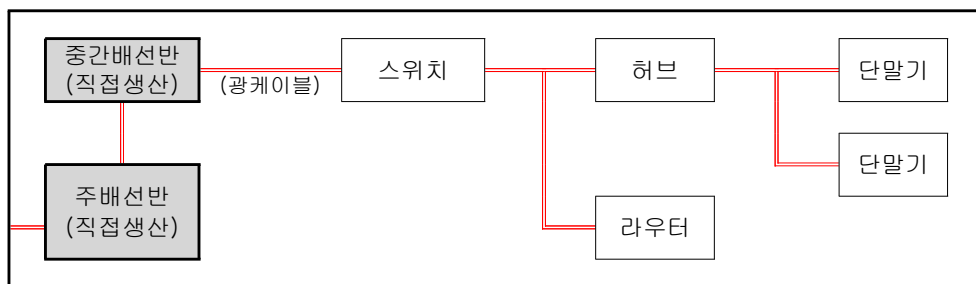 중간배선반
(직접생산)
(광케이블)
스위치
허브
단말기
단말기
주배선반
(직접생산)
라우터